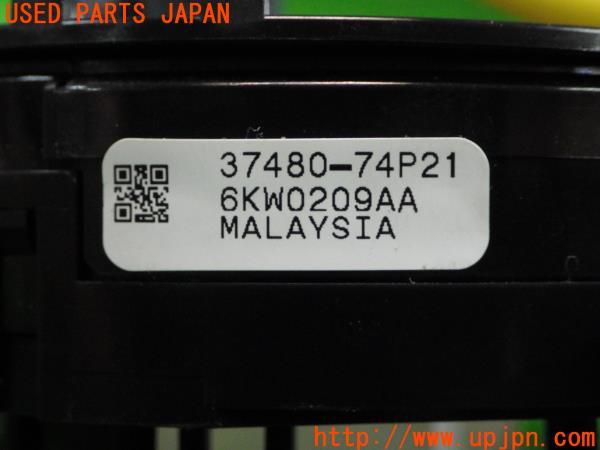 USED PARTS JAPAN
37480-74P21
6KW0209AA
MALAYSIA
http://www.upjpn.com/